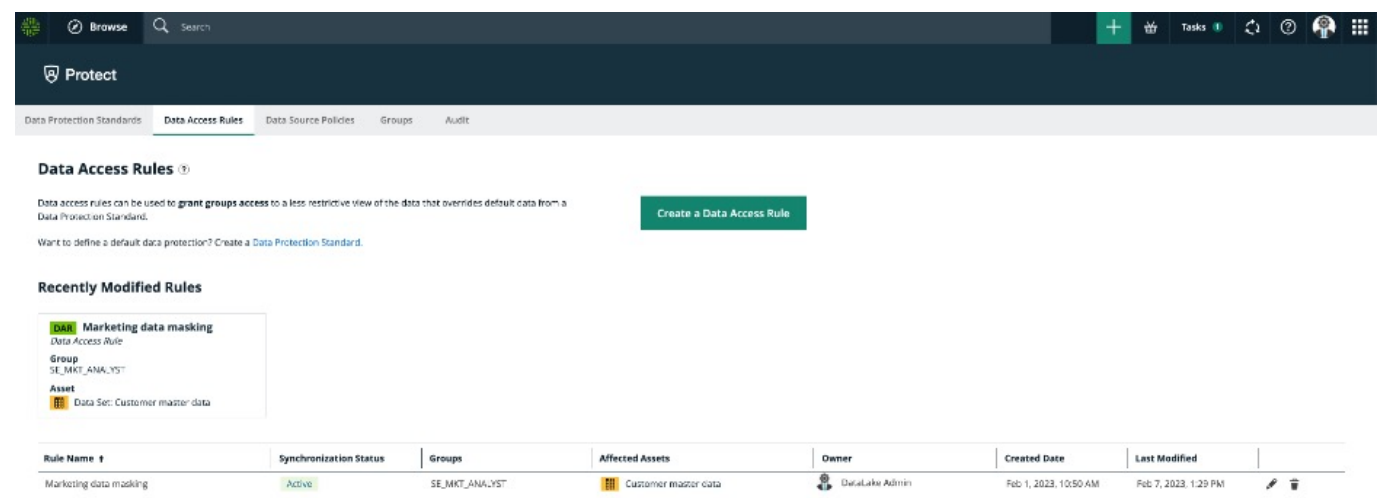 Browse
Search
Tasks 1
Protect
Data Protection Standards Data Access Rules Data Source Policies Groups Audit
Data Access Rules
Data access rules can be used to grant groups access to a less restrictive view of the data that overrides default data from a
Data Protection Standard.
Create a Data Access Rule
Want to define a default data protection? Create a Data Protection Standard.
Recently Modified Rules
DAR Marketing data masking
Data Access Rule
Group
SE_MKT_ANALYST
Asset
Data Set: Customer master data
Rule Name ↑ Synchronization Status Groups Affected Assets Owner Created Date Last Modified
Marketing data masking Active SE_MKT_ANALYST Customer master data DataLake Admin Feb 1, 2023, 10:50 AM Feb 7, 2023, 1:29 PM